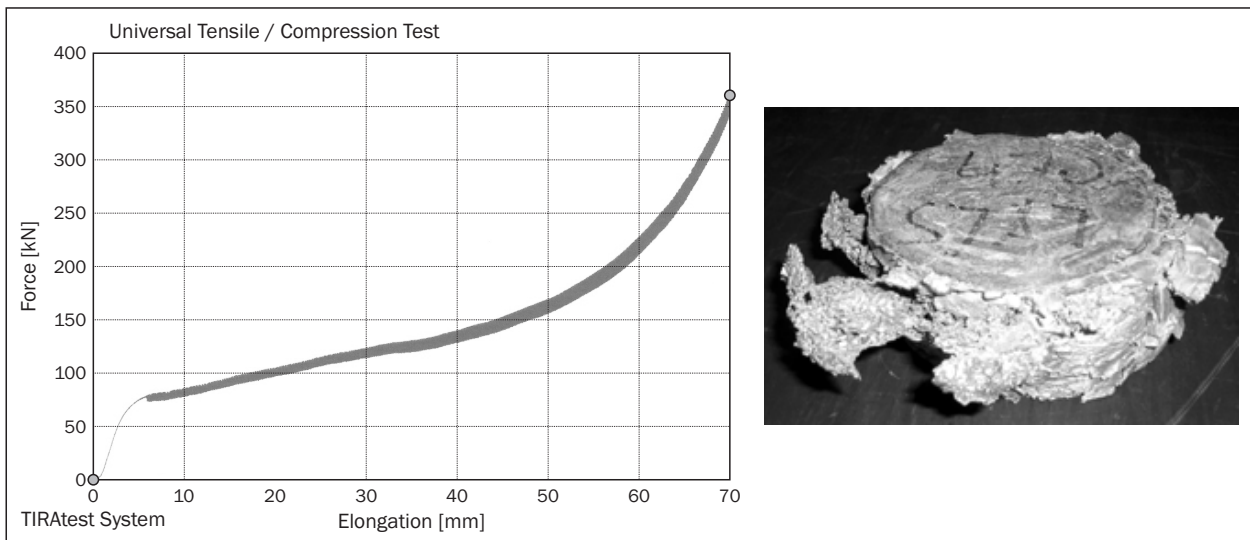 Universal Tensile / Compression Test
400
350
300
250
200
150
100
50
0
Force [kN]
0 10 20 30 40 50 60 70
TIRAtest System
Elongation [mm]